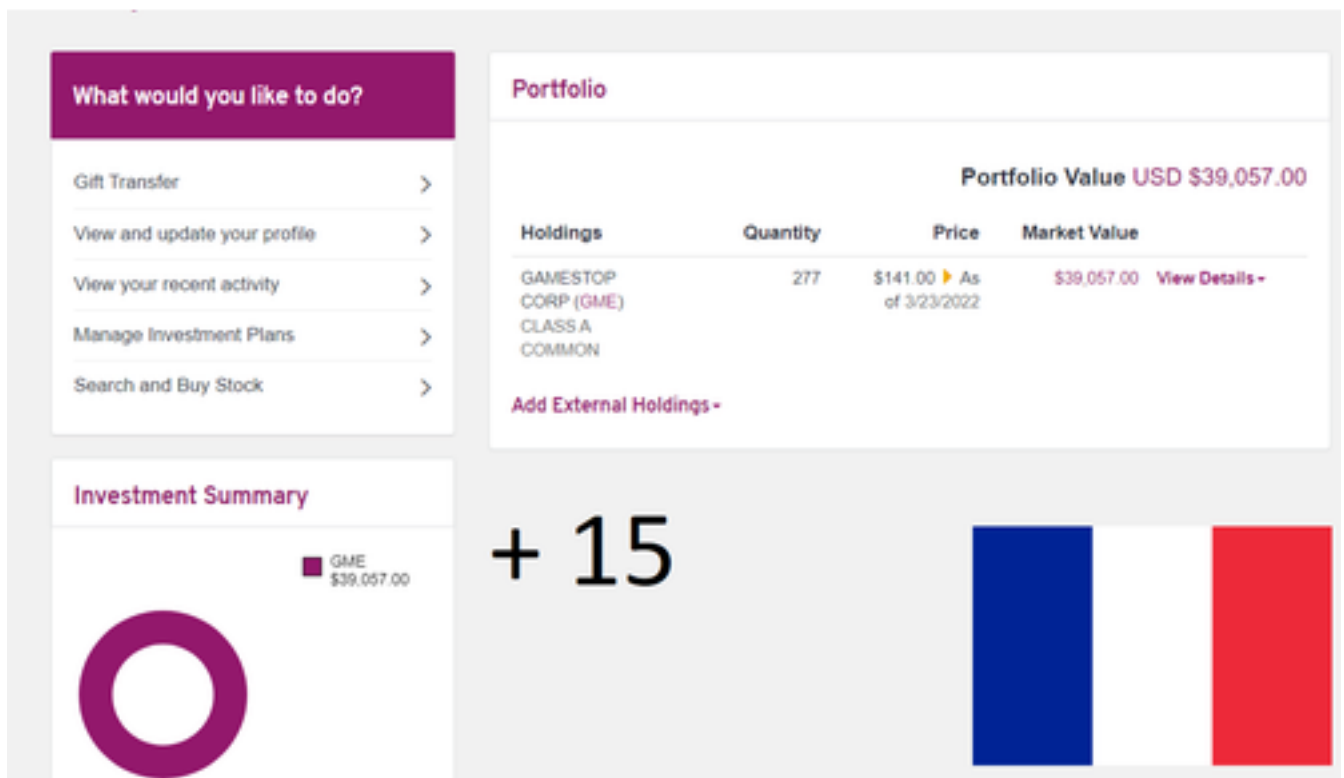 What would you like to do?
Gift Transfer
View and update your profile
View your recent activity
Manage Investment Plans
Search and Buy Stock
Portfolio
Portfolio Value USD $39,057.00
Holdings Quantity Price Market Value
GAMESTOP 277 $141.00 As $39,057.00 View Details
CORP (GME) of 3/23/2022
CLASS A
COMMON
Add External Holdings
Investment Summary
GME
$39,057.00
+ 15